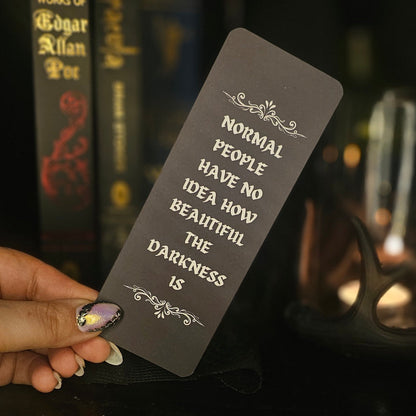 WORKS OF
Edgar
Allan
Poe
NORMAL
PEOPLE
HAVE NO
IDEA HOW
BEAUTIFUL
THE
DARKNESS
IS